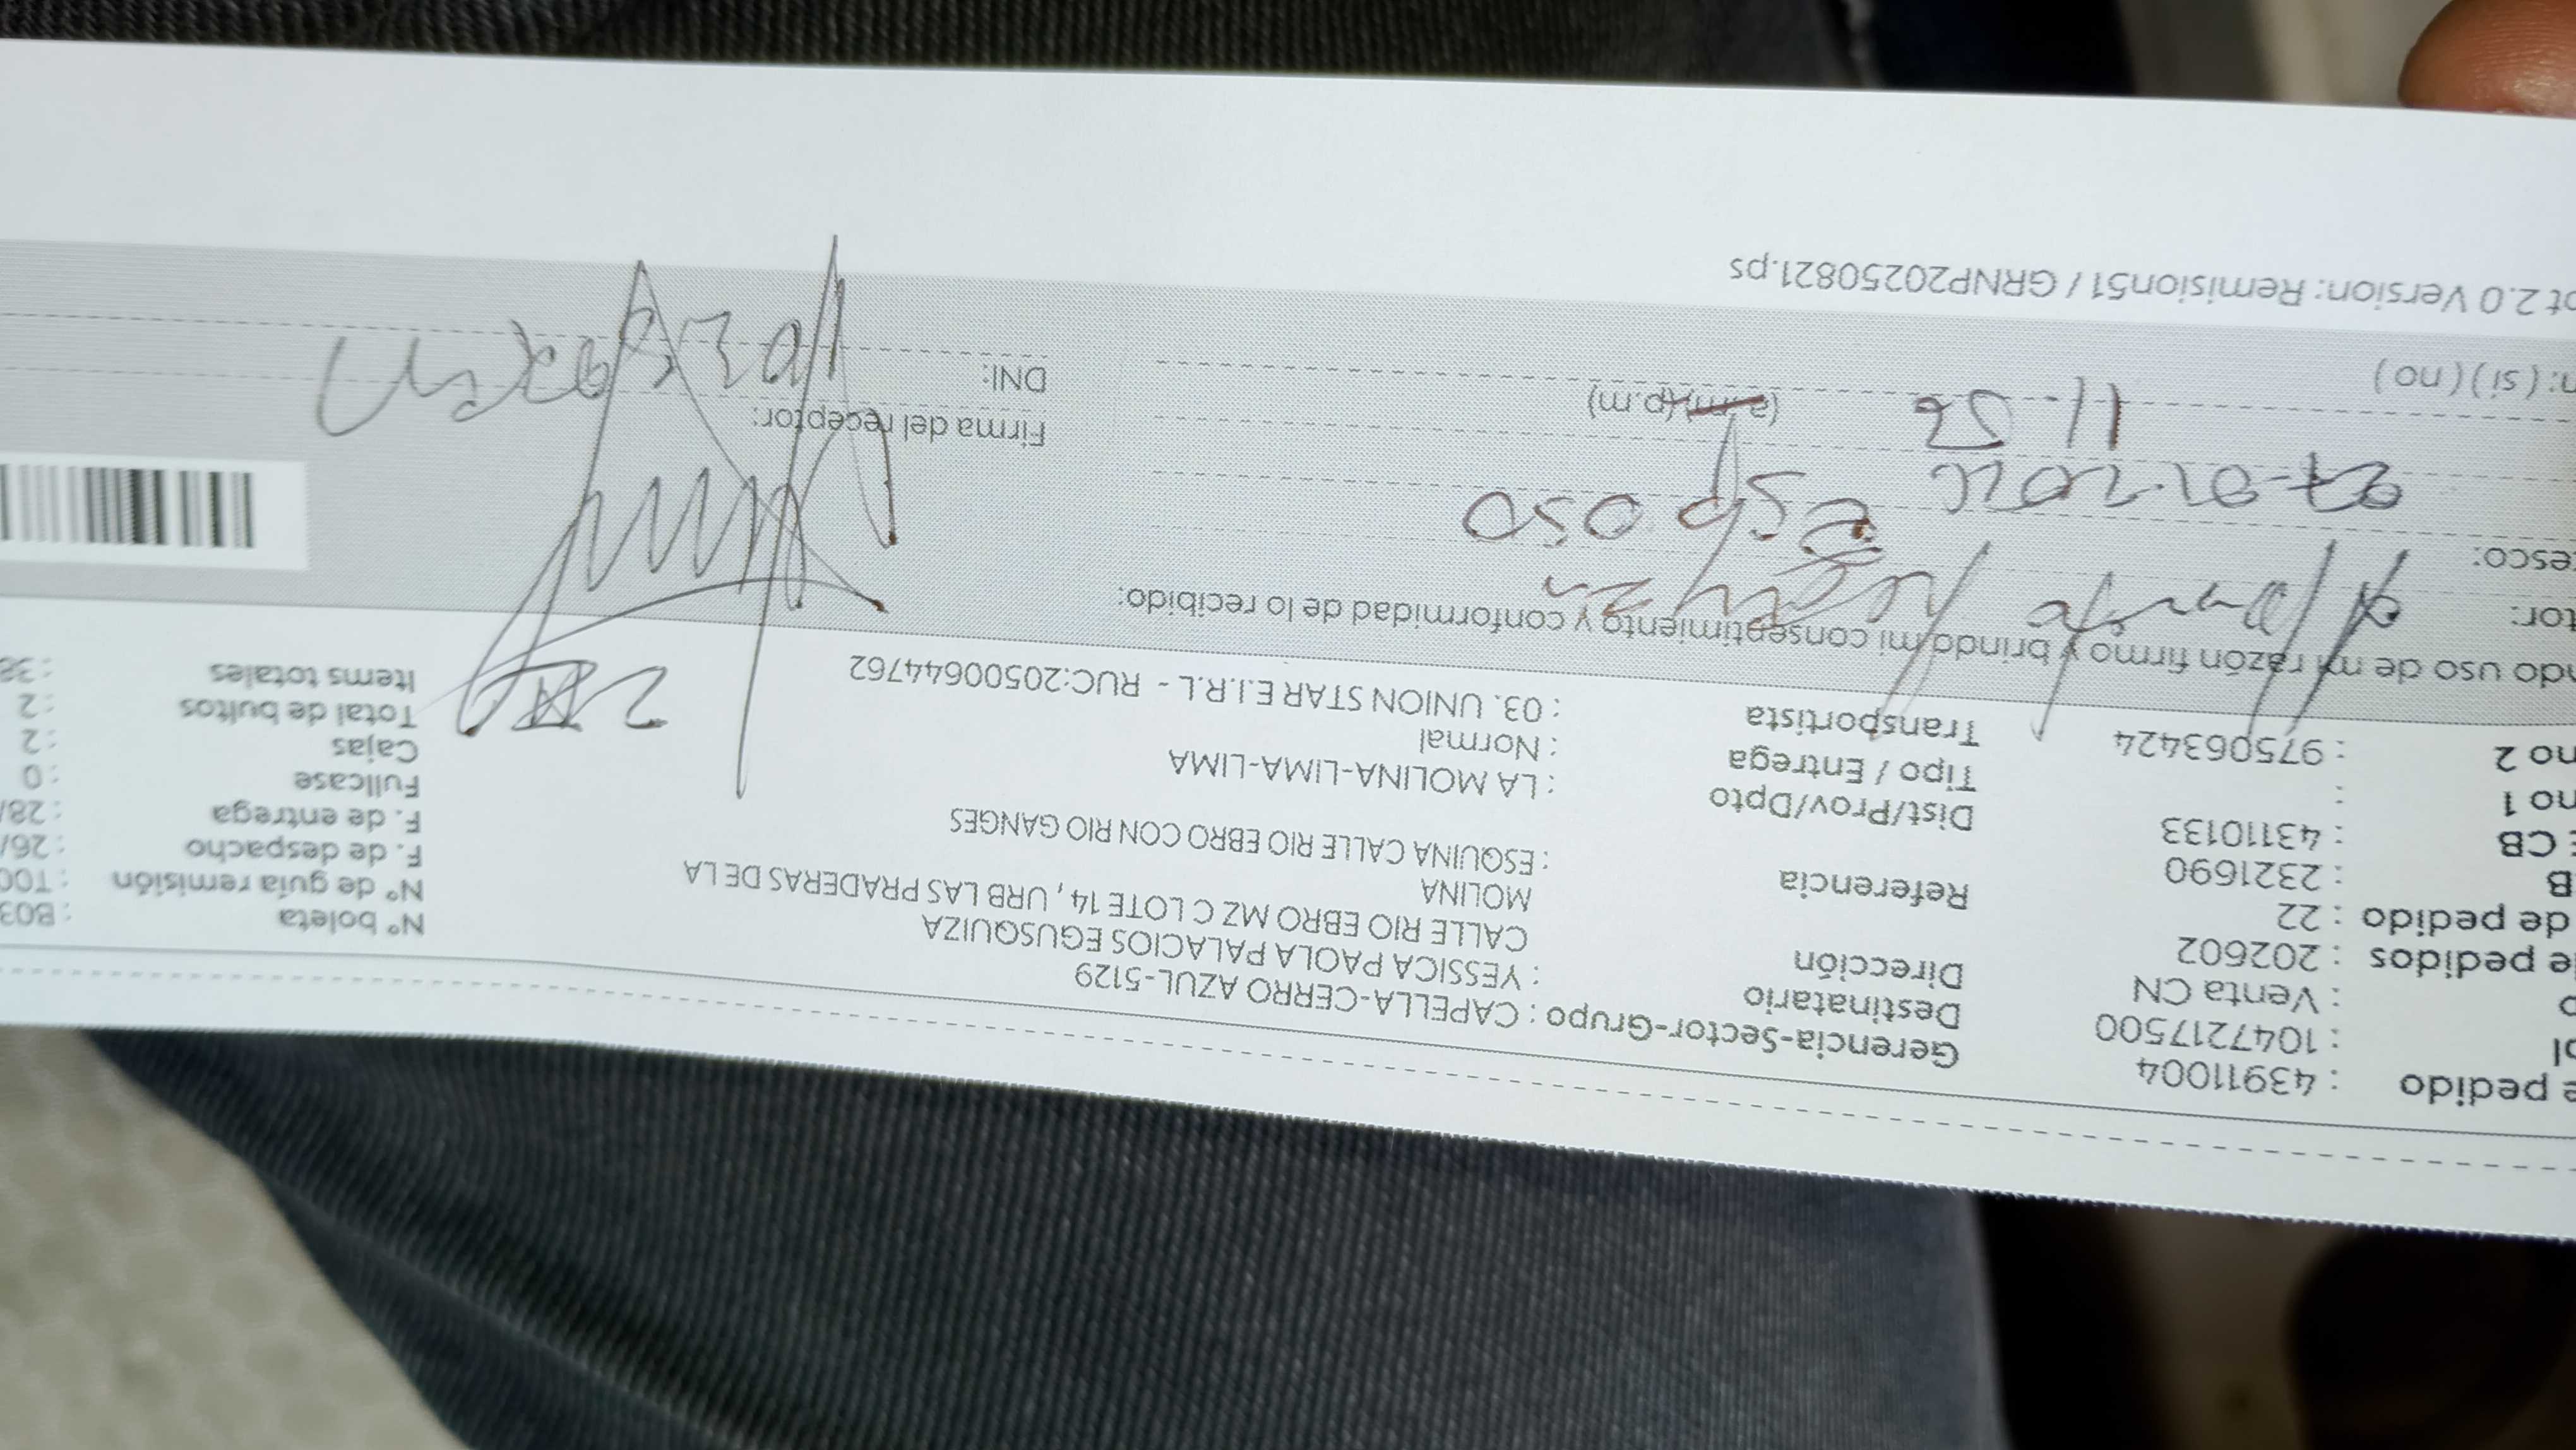 e pedido : 43911004
ol : 1047217500
o : Venta CN
de pedidos : 202602
de pedido : 22
B : 2321690
E CB : 43110133
no 1 :
no 2 : 975063424
Gerencia-Sector-Grupo : CAPELLA-CERRO AZUL-5129
Destinatario : YESSICA PAOLA PALACIOS EGUSQUIZA
Dirección CALLE RIO EBRO MZ C LOTE 14 , URB LAS PRADERAS DE LA
MOLINA
Referencia : ESQUINA CALLE RIO EBRO CON RIO GANGES
Dist/Prov/Dpto : LA MOLINA-LIMA-LIMA
Tipo / Entrega : Normal
Transportista : 03. UNION STAR E.I.R.L - RUC:20500644762
Nº boleta : B03
Nº de guía remisión : T00
F. de despacho : 26/
F. de entrega : 28/
Fullcase : 0
Cajas : 2
Total de bultos : 2
Items totales : 38
ndo uso de mi razón firmo y brindo mi consentimiento y conformidad de lo recibido:
tor:
esco: Esposo
11.56 (a.m)(p.m)
Firma del receptor:
DNI:
n: ( si ) ( no )
pt 2.0 Version: Remision51 / GRNP20250821.ps